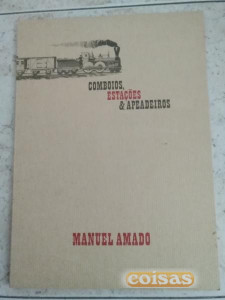 COMBOIOS,
ESTAÇÕES
& APEADEIROS
MANUEL AMADO
coisas